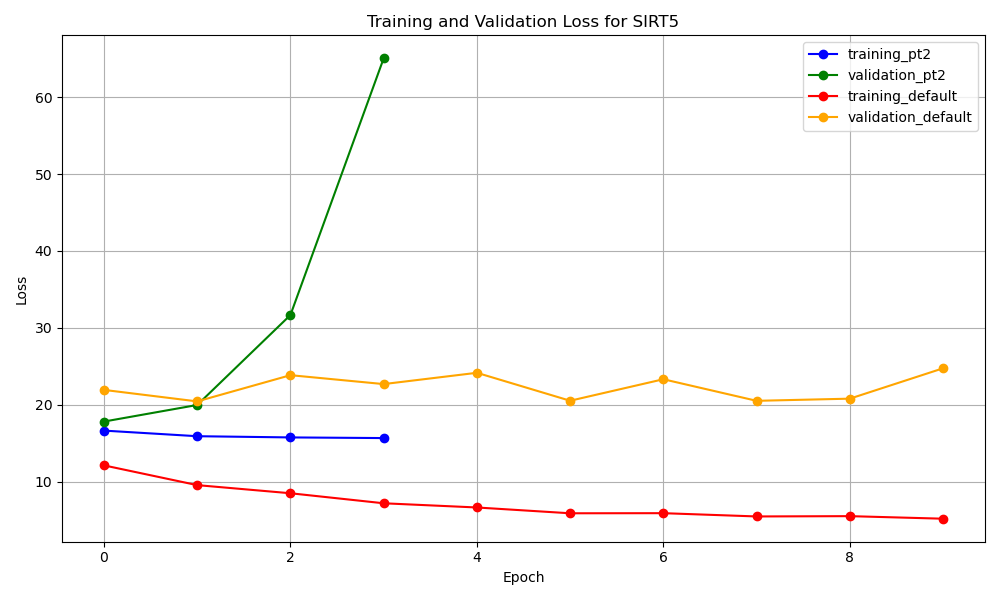 Training and Validation Loss for SIRT5
training_pt2
validation_pt2
training_default
validation_default
60
50
40
30
20
10
Loss
0
2
4
6
8
Epoch